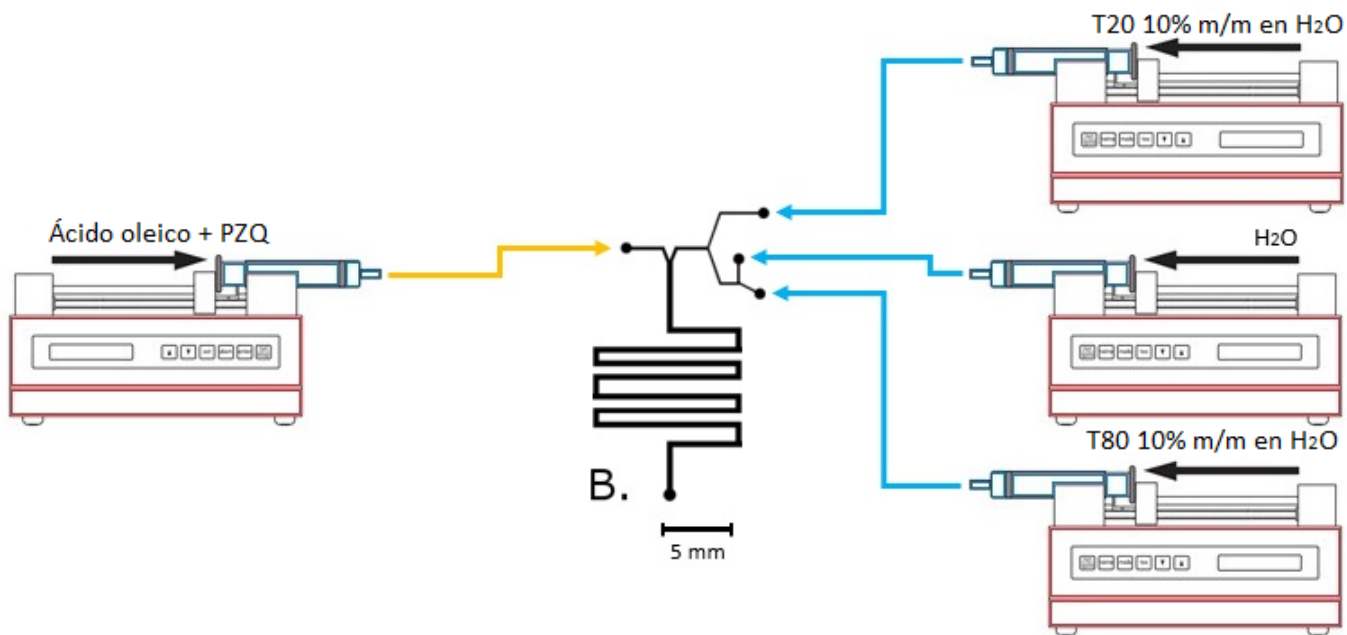 T20 10% m/m en H2O
Ácido oleico + PZQ
H2O
T80 10% m/m en H2O
B.
5 mm